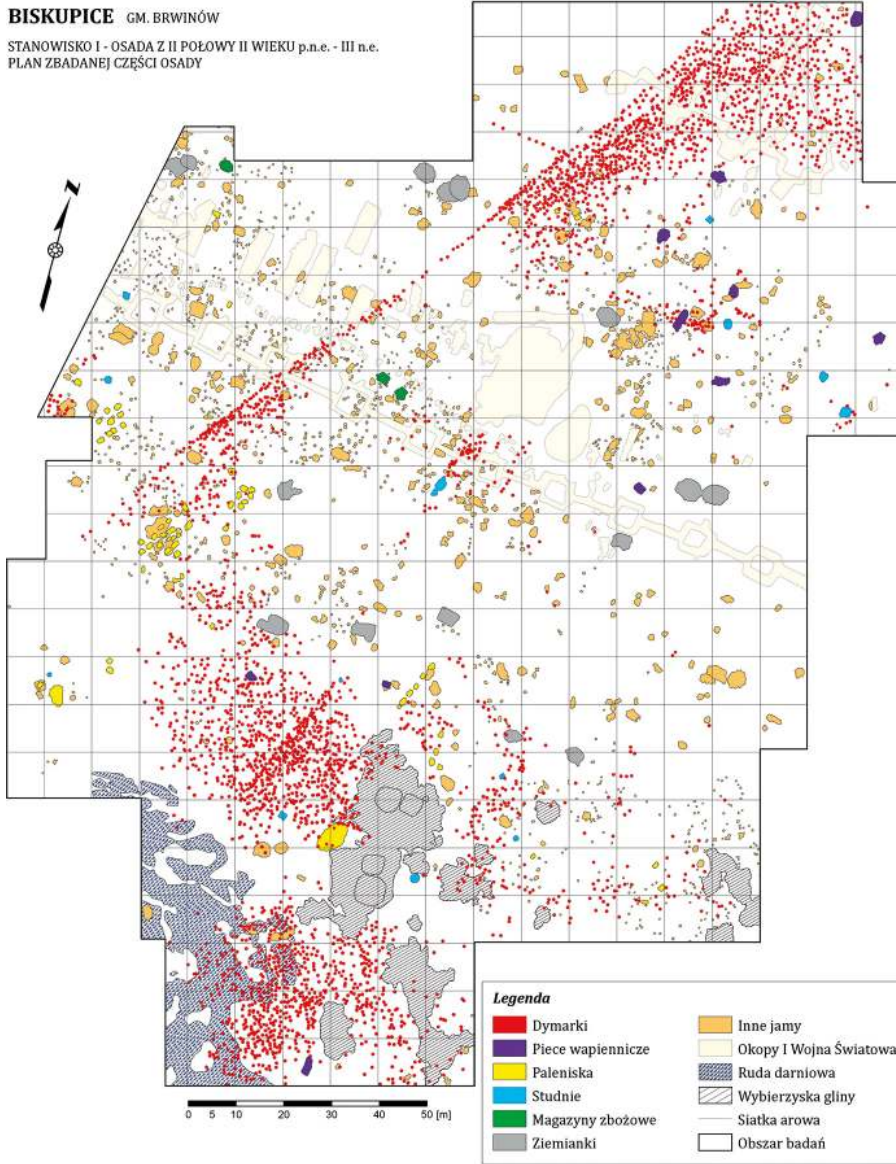 BISKUPICE GM. BRWINÓW
STANOWISKO I - OSADA Z II POŁOWY II WIEKU p.n.e. - III n.e.
PLAN ZBADANEJ CZĘŚCI OSADY
N
Legenda
Dymarki
Piece wapiennicze
Paleniska
Studnie
Magazyny zbożowe
Ziemianki
Inne jamy
Okopy I Wojna Światowa
Ruda darniowa
Wybierzyska gliny
Siatka arowa
Obszar badań
0 5 10 20 30 40 50 [m]